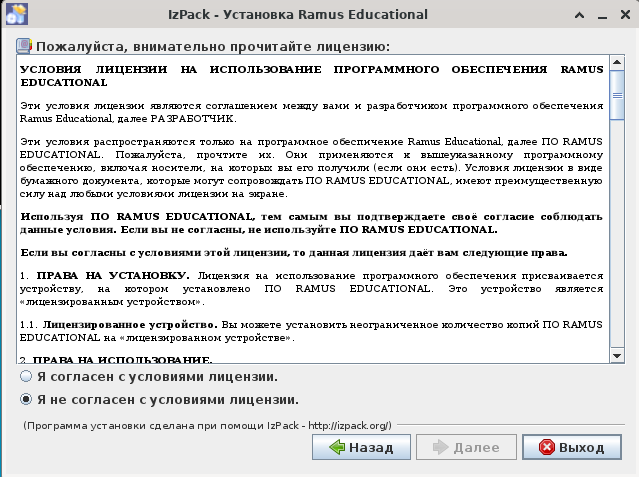 IzPack - Установка Ramus Educational
Пожалуйста, внимательно прочитайте лицензию:
УСЛОВИЯ ЛИЦЕНЗИИ НА ИСПОЛЬЗОВАНИЕ ПРОГРАММНОГО ОБЕСПЕЧЕНИЯ RAMUS
EDUCATIONAL
Эти условия лицензии являются соглашением между вами и разработчиком программного обеспечения
Ramus Educational, далее РАЗРАБОТЧИК.
Эти условия распространяются только на программное обеспичение Ramus Educational, далее ПО RAMUS
EDUCATIONAL. Пожалуйста, прочтите их. Они применяются к вышеуказанному программному
обеспечению, включая носители, на которых вы его получили (если они есть). Условия лицензии в виде
бумажного документа, которые могут сопровождать ПО RAMUS EDUCATIONAL, имеют преимущественную
силу над любыми условиями лицензии на экране.
Используя ПО RAMUS EDUCATIONAL, тем самым вы подтверждаете своё согласие соблюдать
данные условия. Если вы не согласны, не используйте ПО RAMUS EDUCATIONAL.
Если вы согласны с условиями этой лицензии, то данная лицензия даёт вам следующие права.
1. ПРАВА НА УСТАНОВКУ. Лицензия на использование программного обеспечения присваивается
устройству, на котором установлено ПО RAMUS EDUCATIONAL. Это устройство является
«лицензированным устройством».
1.1. Лицензированное устройство. Вы можете установить неограниченное количество копий ПО RAMUS
EDUCATIONAL на «лицензированном устройстве».
2. ПРАВА НА ИСПОЛЬЗОВАНИЕ.
Я согласен с условиями лицензии.
Я не согласен с условиями лицензии.
(Программа установки сделана при помощи IzPack - http://izpack.org/)
Назад Далее Выход